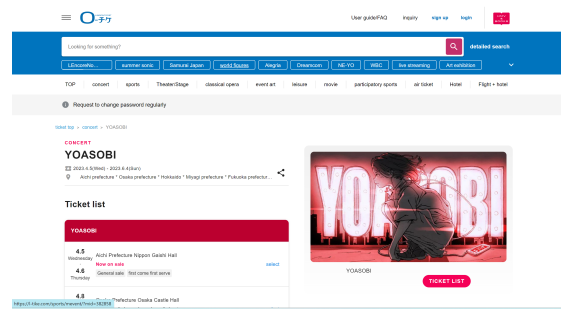 O-チケ
User guide/FAQ inquiry sign up login
Looking for something?
detailed search
summer sonic Samurai Japan world figures Alegria Dreamcom NE-YO WBC live streaming Art exhibition
TOP concert sports Theater/Stage classical opera event art leisure movie participatory sports air ticket Hotel Flight + hotel
Request to change password regularly
ticket top > concert > YOASOBI
CONCERT
YOASOBI
2023.4.5(Wed) - 2023.6.4(Sun)
Aichi prefecture * Osaka prefecture * Hokkaido * Miyagi prefecture * Fukuoka prefectur...
Ticket list
YOASOBI
4.5
Wednesday
4.6
Thursday
Aichi Prefecture Nippon Gaishi Hall
Now on sale
General sale first come first serve
select
4.8
Prefecture Osaka Castle Hall
YOASOBI
YOASOBI
TICKET LIST